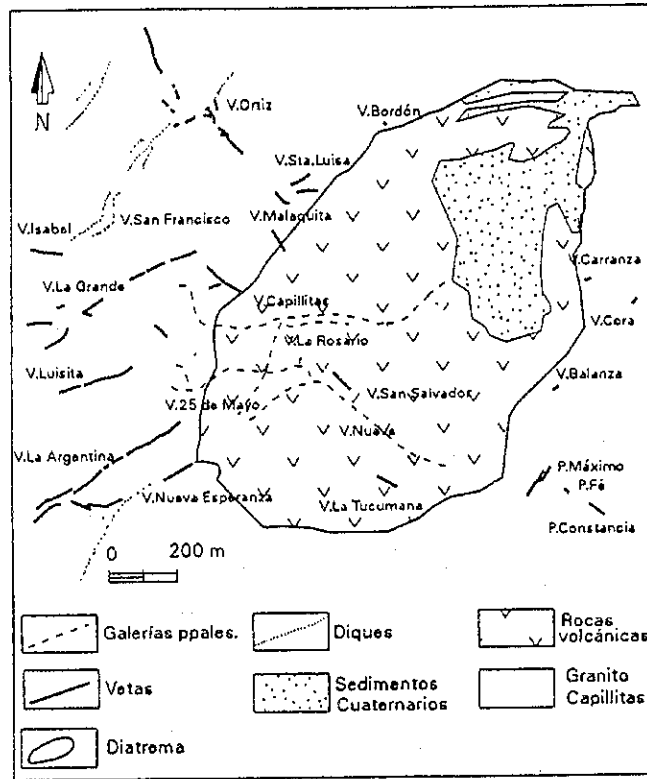 V.Ortiz
N
V.Bordón
V.Sta.Luisa
V.Isabel
V.San Francisco
V.Malaquita
V.La Grande
V.Carranza
V.Capillitas
V.La Rosario
V.Cora
V.Luisita
V.San Salvador
V.Balanza
V.25 de Mayo
V.Nueva
V.La Argentina
P.Máximo
P.Fé
V.Nueva Esperanza
V.La Tucumana
P.Constancia
0 200 m
Galerías ppales.
Diques
Rocas
volcánicas
Vetas
Sedimentos
Cuaternarios
Granito
Capillitas
Diatrema